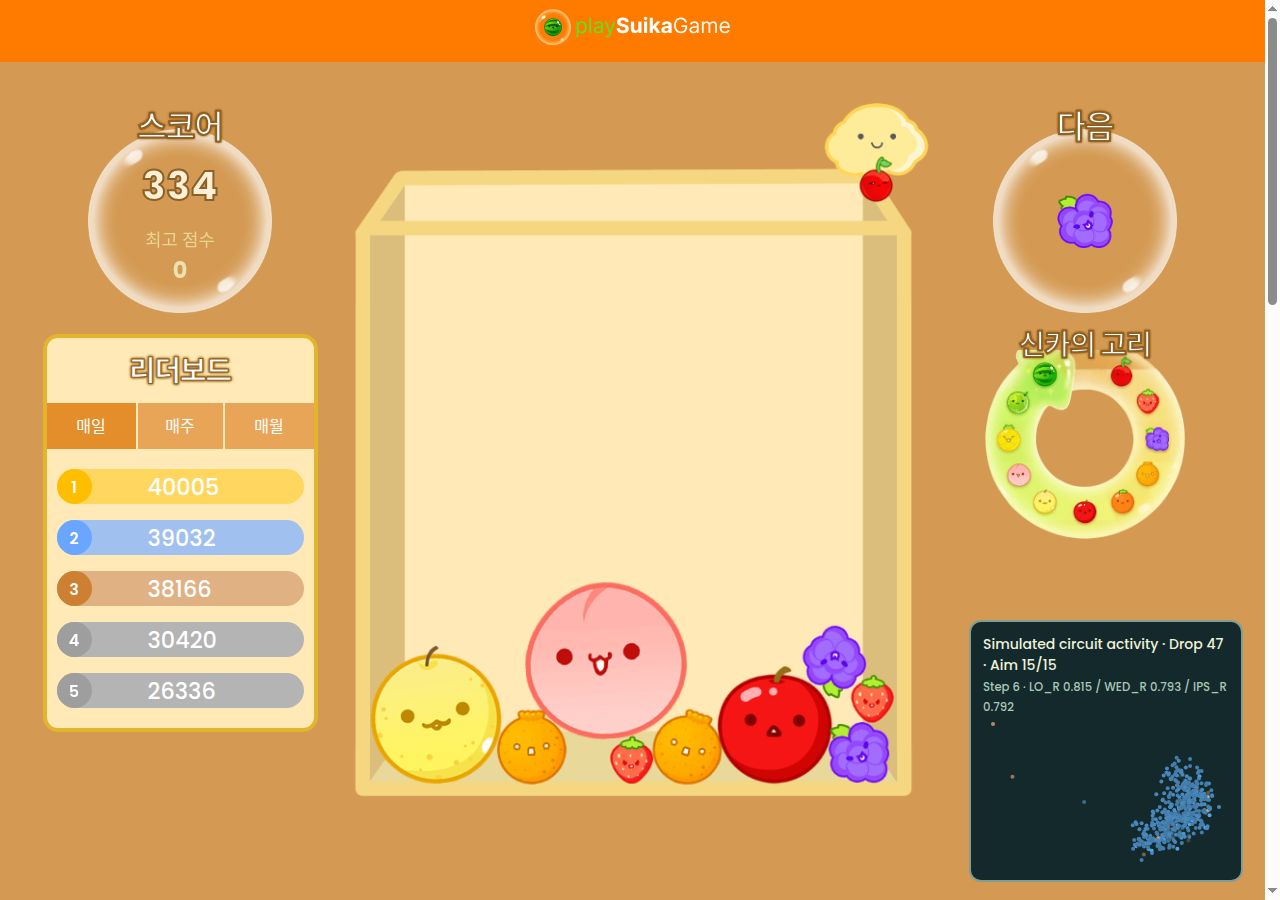 playSuikaGame
스코어
334
최고 점수
0
리더보드
매일 매주 매월
1 40005
2 39032
3 38166
4 30420
5 26336
다음
신카의 고리
Simulated circuit activity · Drop 47
· Aim 15/15
Step 6 · LO_R 0.815 / WED_R 0.793 / IPS_R
0.792